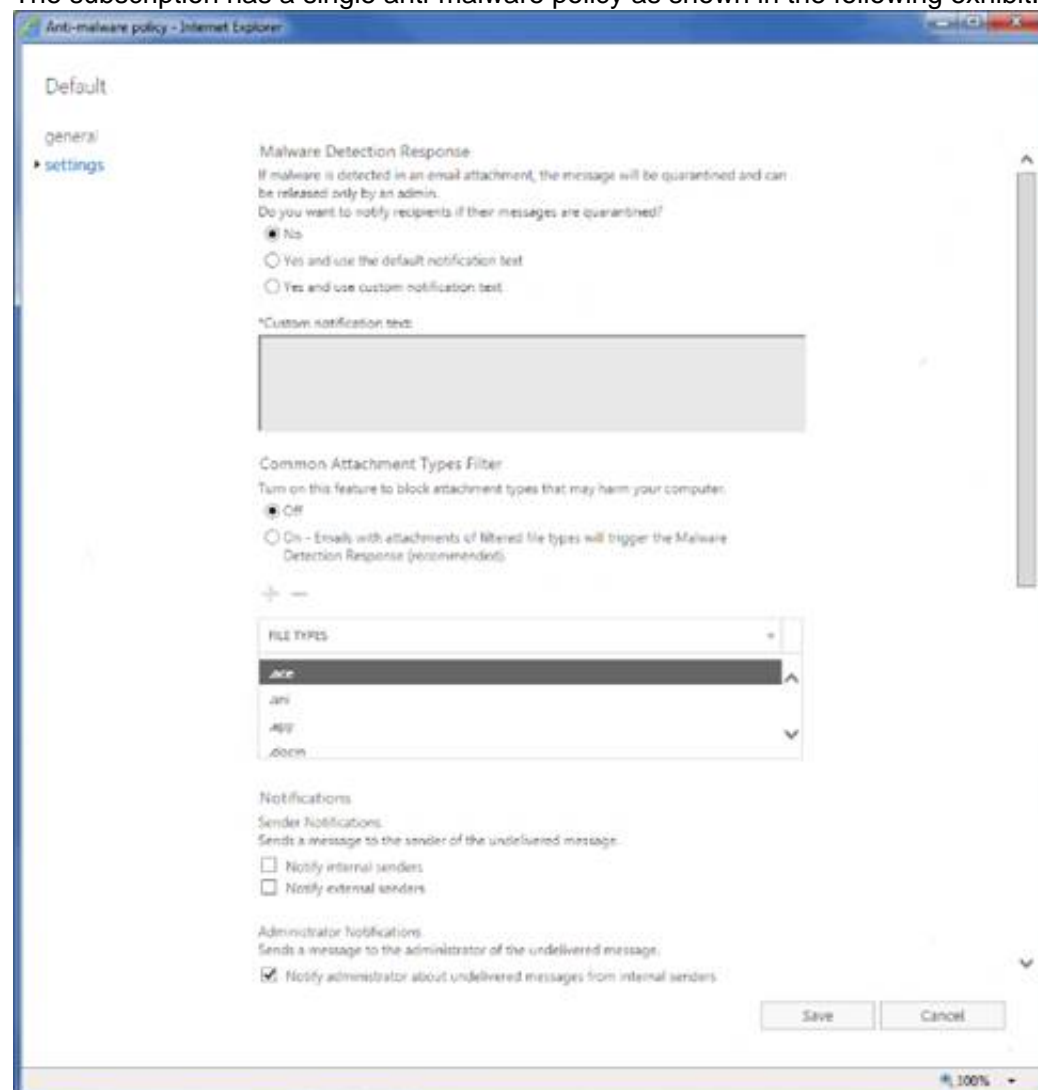 The subscription has a single anti-malware policy as shown in the following exhibit.
Anti-malware policy - Internet Explorer
Default
general
settings
Malware Detection Response
If malware is detected in an email attachment, the message will be quarantined and can
be released only by an admin.
Do you want to notify recipients if their messages are quarantined?
No
Yes and use the default notification text
Yes and use custom notification text
*Custom notification text:
Common Attachment Types Filter
Turn on this feature to block attachment types that may harm your computer.
Off
On - Emails with attachments of filtered file types will trigger the Malware
Detection Response (recommended).
FILE TYPES
.ace
.ani
.app
.docm
Notifications
Sender Notifications
Sends a message to the sender of the undelivered message.
Notify internal senders
Notify external senders
Administrator Notifications
Sends a message to the administrator of the undelivered message.
Notify administrator about undelivered messages from internal senders
Save
Cancel
100%